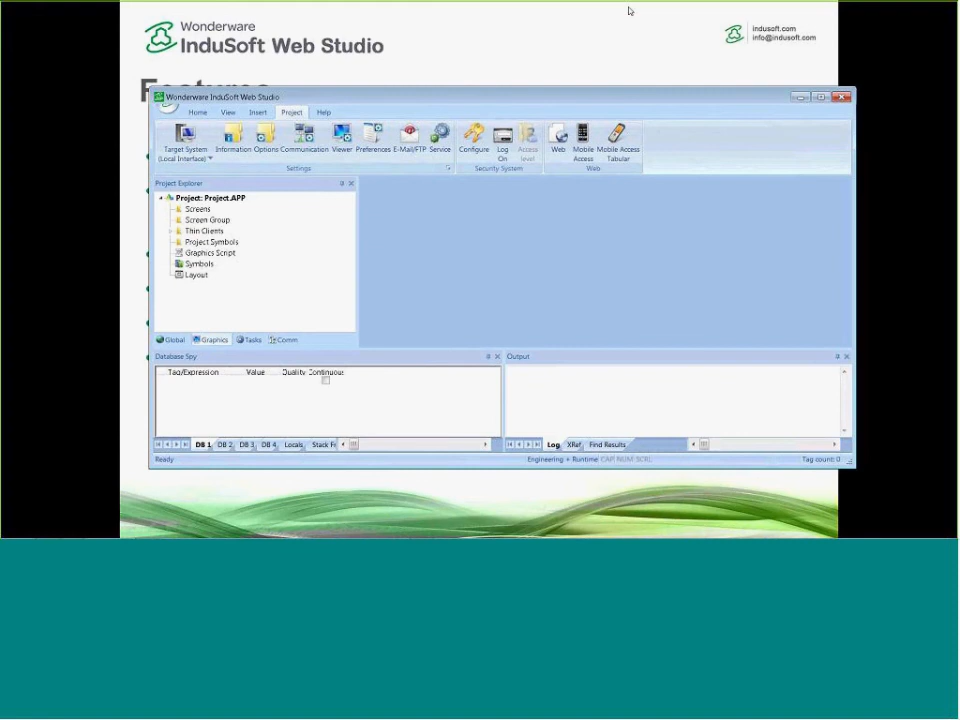 Wonderware
InduSoft Web Studio
indusoft.com
info@indusoft.com
Features
Wonderware InduSoft Web Studio
Home View Insert Project Help
Target System (Local Interface)
Information Options Communication Viewer Preferences E-Mail/FTP Service
Configure Log On Access level
Web Mobile Access Mobile Access Tabular
Settings Security System Web
Project Explorer
Project: Project.APP
Screens
Screen Group
Thin Clients
Project Symbols
Graphics Script
Symbols
Layout
Global Graphics Tasks Comm
Database Spy
Tag/Expression Value Quality Continuous
DB 1 DB 2 DB 3 DB 4 Locals Stack Fr
Output
Log XRef Find Results
Ready
Engineering + Runtime CAP NUM SCRL
Tag count: 0